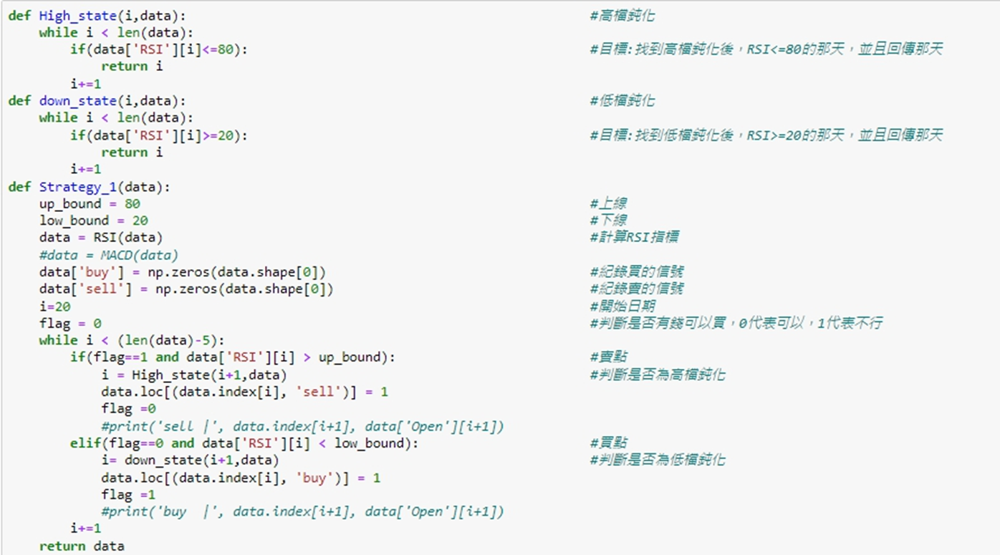 def High_state(i,data): #高檔鈍化
    while i < len(data):
        if(data['RSI'][i]<=80): #目標:找到高檔鈍化後，RSI<=80的那天，並且回傳那天
            return i
        i+=1
def down_state(i,data): #低檔鈍化
    while i < len(data):
        if(data['RSI'][i]>=20): #目標:找到低檔鈍化後，RSI>=20的那天，並且回傳那天
            return i
        i+=1
def Strategy_1(data):
    up_bound = 80 #上線
    low_bound = 20 #下線
    data = RSI(data) #計算RSI指標
    #data = MACD(data)
    data['buy'] = np.zeros(data.shape[0]) #紀錄買的信號
    data['sell'] = np.zeros(data.shape[0]) #紀錄賣的信號
    i=20 #開始日期
    flag = 0 #判斷是否有錢可以買，0代表可以，1代表不行
    while i < (len(data)-5):
        if(flag==1 and data['RSI'][i] > up_bound): #賣點
            i = High_state(i+1,data) #判斷是否為高檔鈍化
            data.loc[(data.index[i], 'sell')] = 1
            flag =0
            #print('sell |', data.index[i+1], data['Open'][i+1])
        elif(flag==0 and data['RSI'][i] < low_bound): #買點
            i= down_state(i+1,data) #判斷是否為低檔鈍化
            data.loc[(data.index[i], 'buy')] = 1
            flag =1
            #print('buy  |', data.index[i+1], data['Open'][i+1])
        i+=1
    return data